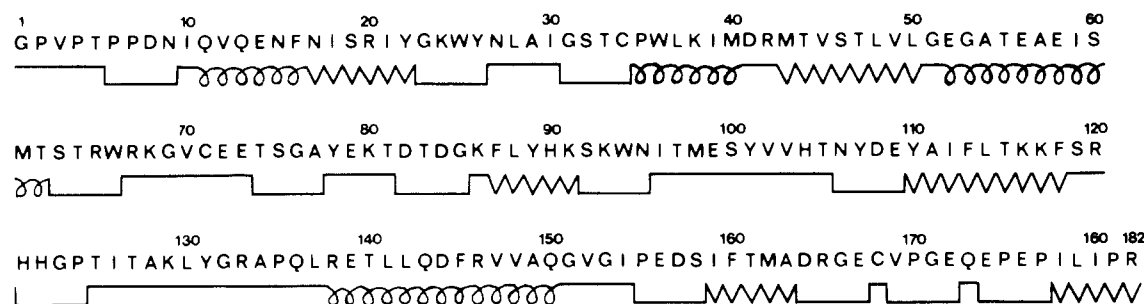 1 10 20 30 40 50 60
GPVPTPPDNIQVQENFNISRIYGKWYNLAIGSTCPWLKIMDRMTVSTLVLGEGATEAEIS
70 80 90 100 110 120
MTSTRWRKGVCEETSGAYEKTDTDGKFLYHKSKWNITMESYVVHTNYDEYAIFLTKKFSR
130 140 150 160 170 160 182
HHGPTITAKLYGRAPQLRETLLQDFRVVAQGVGIPEDSIFTMADRGECVPGEQEPEPILIPR